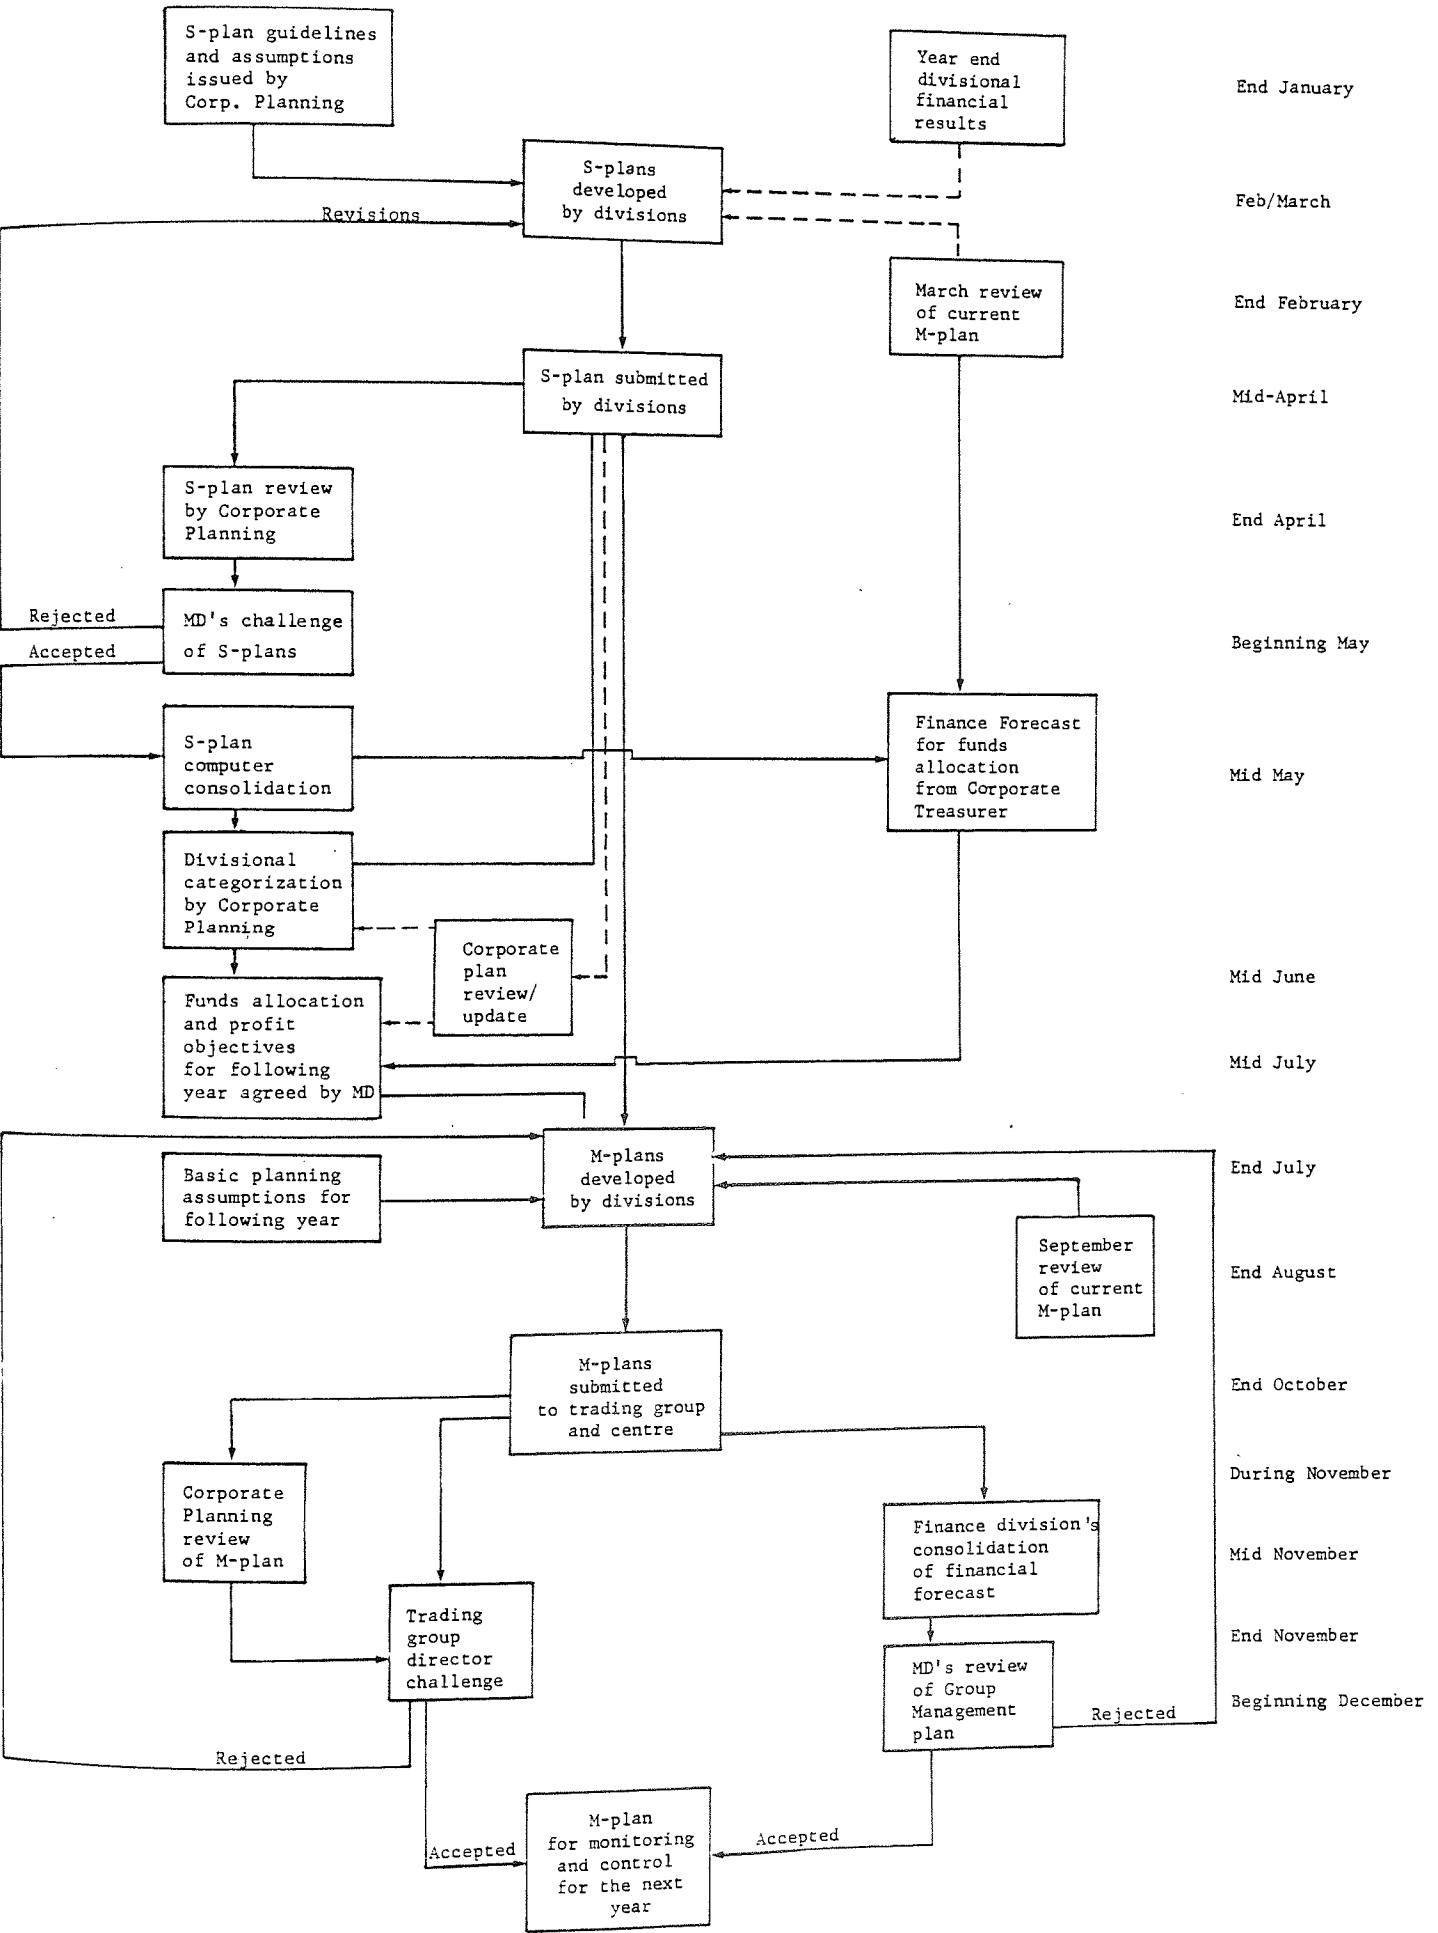 S-plan guidelines
and assumptions
issued by
Corp. Planning
Year end
divisional
financial
results
End January
S-plans
developed
by divisions
Feb/March
Revisions
March review
of current
M-plan
End February
S-plan submitted
by divisions
Mid-April
S-plan review
by Corporate
Planning
End April
Rejected
Accepted
MD's challenge
of S-plans
Beginning May
S-plan
computer
consolidation
Finance Forecast
for funds
allocation
from Corporate
Treasurer
Mid May
Divisional
categorization
by Corporate
Planning
Corporate
plan
review/
update
Mid June
Funds allocation
and profit
objectives
for following
year agreed by MD
Mid July
M-plans
developed
by divisions
End July
Basic planning
assumptions for
following year
September
review
of current
M-plan
End August
M-plans
submitted
to trading group
and centre
End October
During November
Corporate
Planning
review
of M-plan
Finance division's
consolidation
of financial
forecast
Mid November
Trading
group
director
challenge
End November
MD's review
of Group
Management
plan
Rejected
Beginning December
Rejected
M-plan
for monitoring
and control
for the next
year
Accepted
Accepted